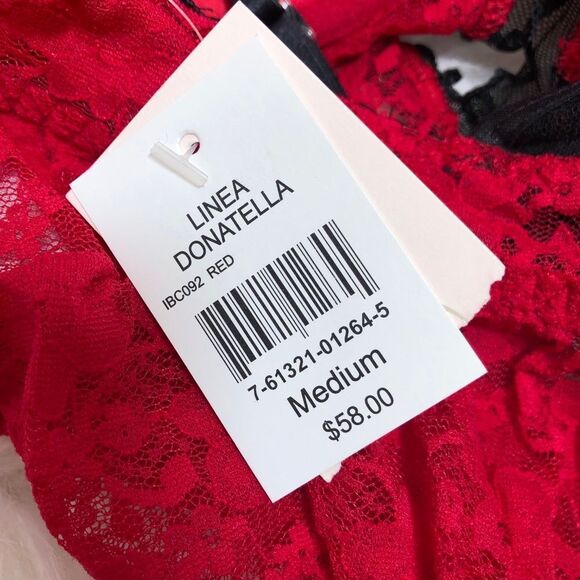 LINEA
DONATELLA
IBC092 RED
7-61321-01264-5
Medium
$58.00